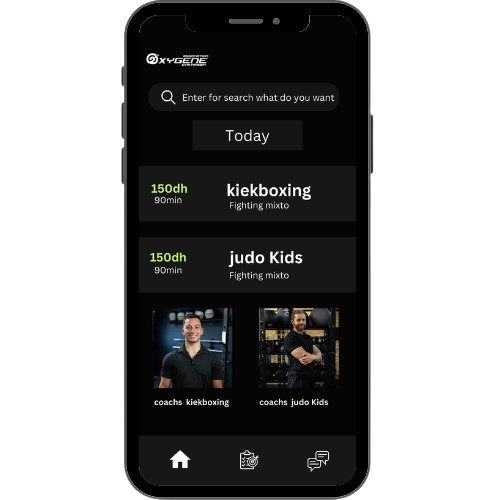 OXYGENE
Enter for search what do you want
Today
150dh
90min
kiekboxing
Fighting mixto
150dh
90min
judo Kids
Fighting mixto
coachs kiekboxing
coachs judo Kids